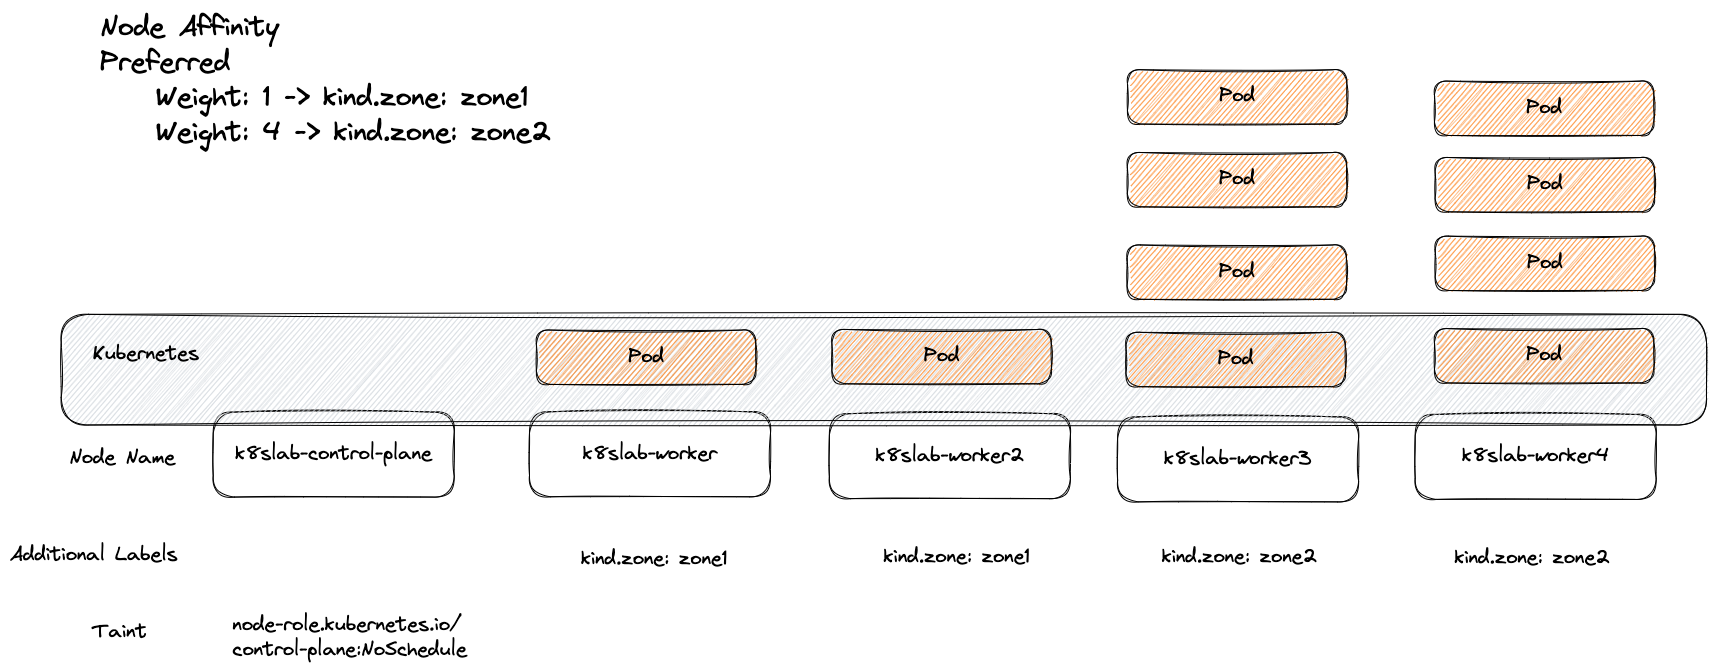 Node Affinity
Preferred
Weight: 1 -> kind.zone: zone1
Weight: 4 -> kind.zone: zone2
Pod
Pod
Pod
Pod
Pod
Pod
Kubernetes
Pod
Pod
Pod
Pod
Node Name
k8slab-control-plane
k8slab-worker
k8slab-worker2
k8slab-worker3
k8slab-worker4
Additional Labels
kind.zone: zone1
kind.zone: zone1
kind.zone: zone2
kind.zone: zone2
Taint
node-role.kubernetes.io/
control-plane:NoSchedule